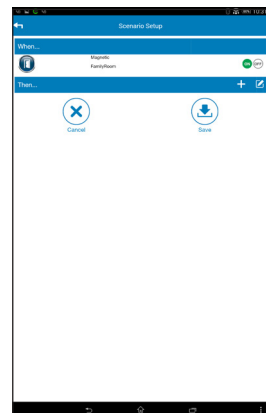 Scenario Setup
When...
Magnetic
FamilyRoom
ON OFF
Then...
Cancel Save